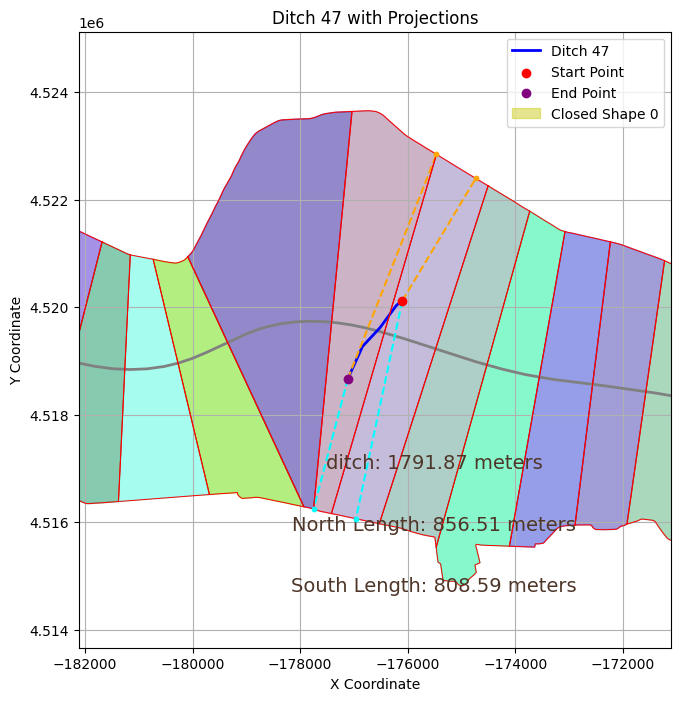 Ditch 47 with Projections
1e6
Ditch 47
Start Point
End Point
Closed Shape 0
4.524
4.522
4.520
4.518
4.516
4.514
Y Coordinate
ditch: 1791.87 meters
North Length: 856.51 meters
South Length: 808.59 meters
−182000 −180000 −178000 −176000 −174000 −172000
X Coordinate